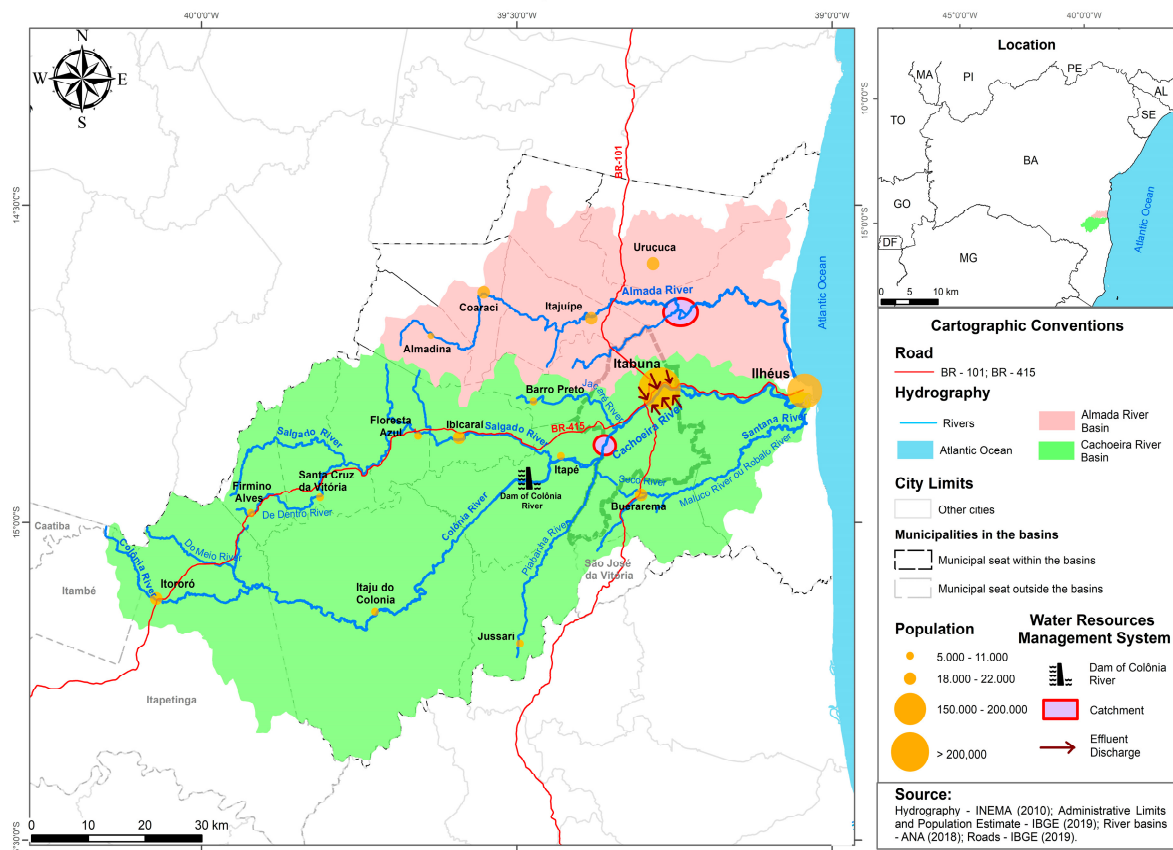 40°0'0"W
39°30'0"W
39°0'0"W
N
W
E
S
14°30'0"S
15°0'0"S
BR-101
Uruçuca
Almada River
Coaraci
Itajuípe
Almadina
Atlantic Ocean
Itabuna
Ilhéus
Barro Preto
Cachoeira River
Floresta
Azul
Ibicaraí
Salgado River
BR-415
Santana River
Salgado River
Itapé
Santa Cruz
da Vitória
Firmino
Alves
De Dentro River
Dam of Colônia
River
Colônia River
Buerarema
Maluco River ou Robalo River
Piabanha River
Caatiba
Colônia River
Do Meio River
São José
da Vitória
Itororó
Itambé
Itaju do
Colonia
Jussari
Itapetinga
0 10 20 30 km
Location
45°0'0"W
40°0'0"W
10°0'0"S
15°0'0"S
MA
PI
PE
AL
SE
TO
BA
GO
DF
MG
Atlantic Ocean
0 5 10 km
Cartographic Conventions
Road
BR - 101; BR - 415
Hydrography
Rivers
Atlantic Ocean
Almada River
Basin
Cachoeira River
Basin
City Limits
Other cities
Municipalities in the basins
Municipal seat within the basins
Municipal seat outside the basins
Population
5.000 - 11.000
18.000 - 22.000
150.000 - 200.000
> 200,000
Water Resources
Management System
Dam of Colônia
River
Catchment
Effluent
Discharge
Source:
Hydrography - INEMA (2010); Administrative Limits
and Population Estimate - IBGE (2019); River basins
- ANA (2018); Roads - IBGE (2019).